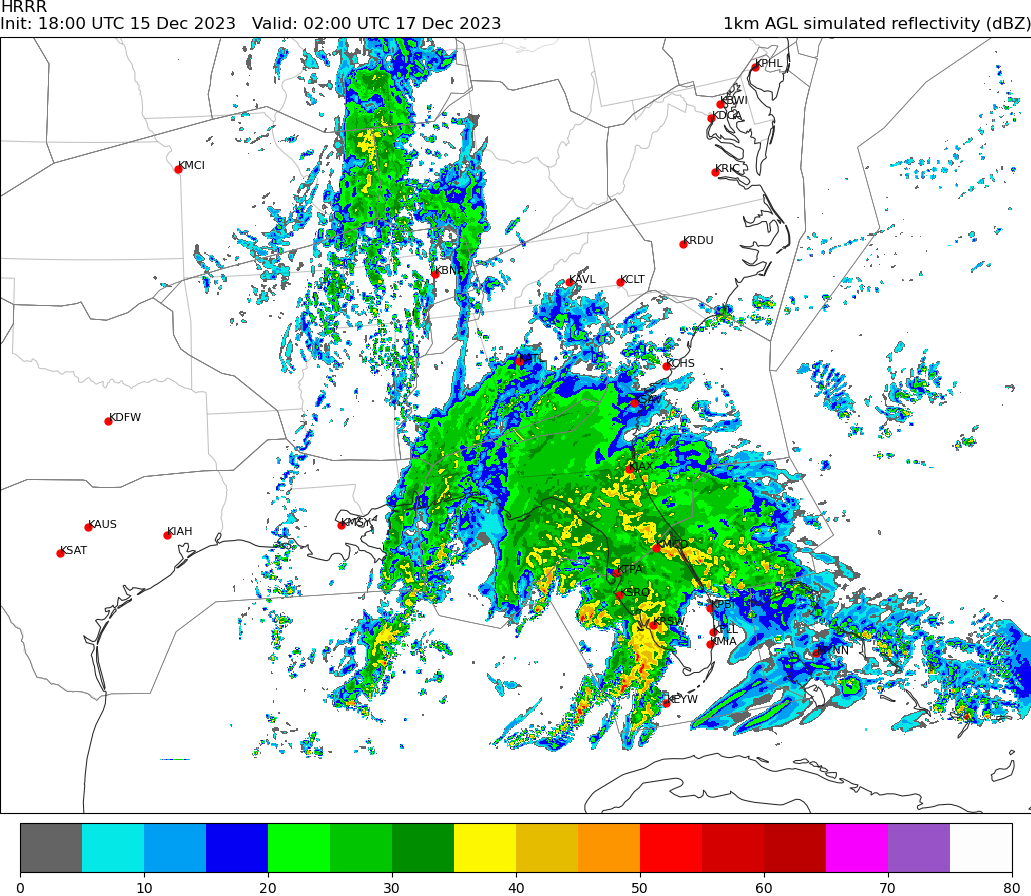 HRRR
Init: 18:00 UTC 15 Dec 2023 Valid: 02:00 UTC 17 Dec 2023 1km AGL simulated reflectivity (dBZ)
KPHL
KBWI
KDCA
KMCI
KRIC
KRDU
KBNA
KAVL KCLT
KATL
KCHS
KSAV
KDFW
KJAX
KMSY
KAUS
KIAH
KMCO
KSAT
KTPA
KSRQ
KPBI
KRSW
KFLL
KMIA
KEYW
0 10 20 30 40 50 60 70 80